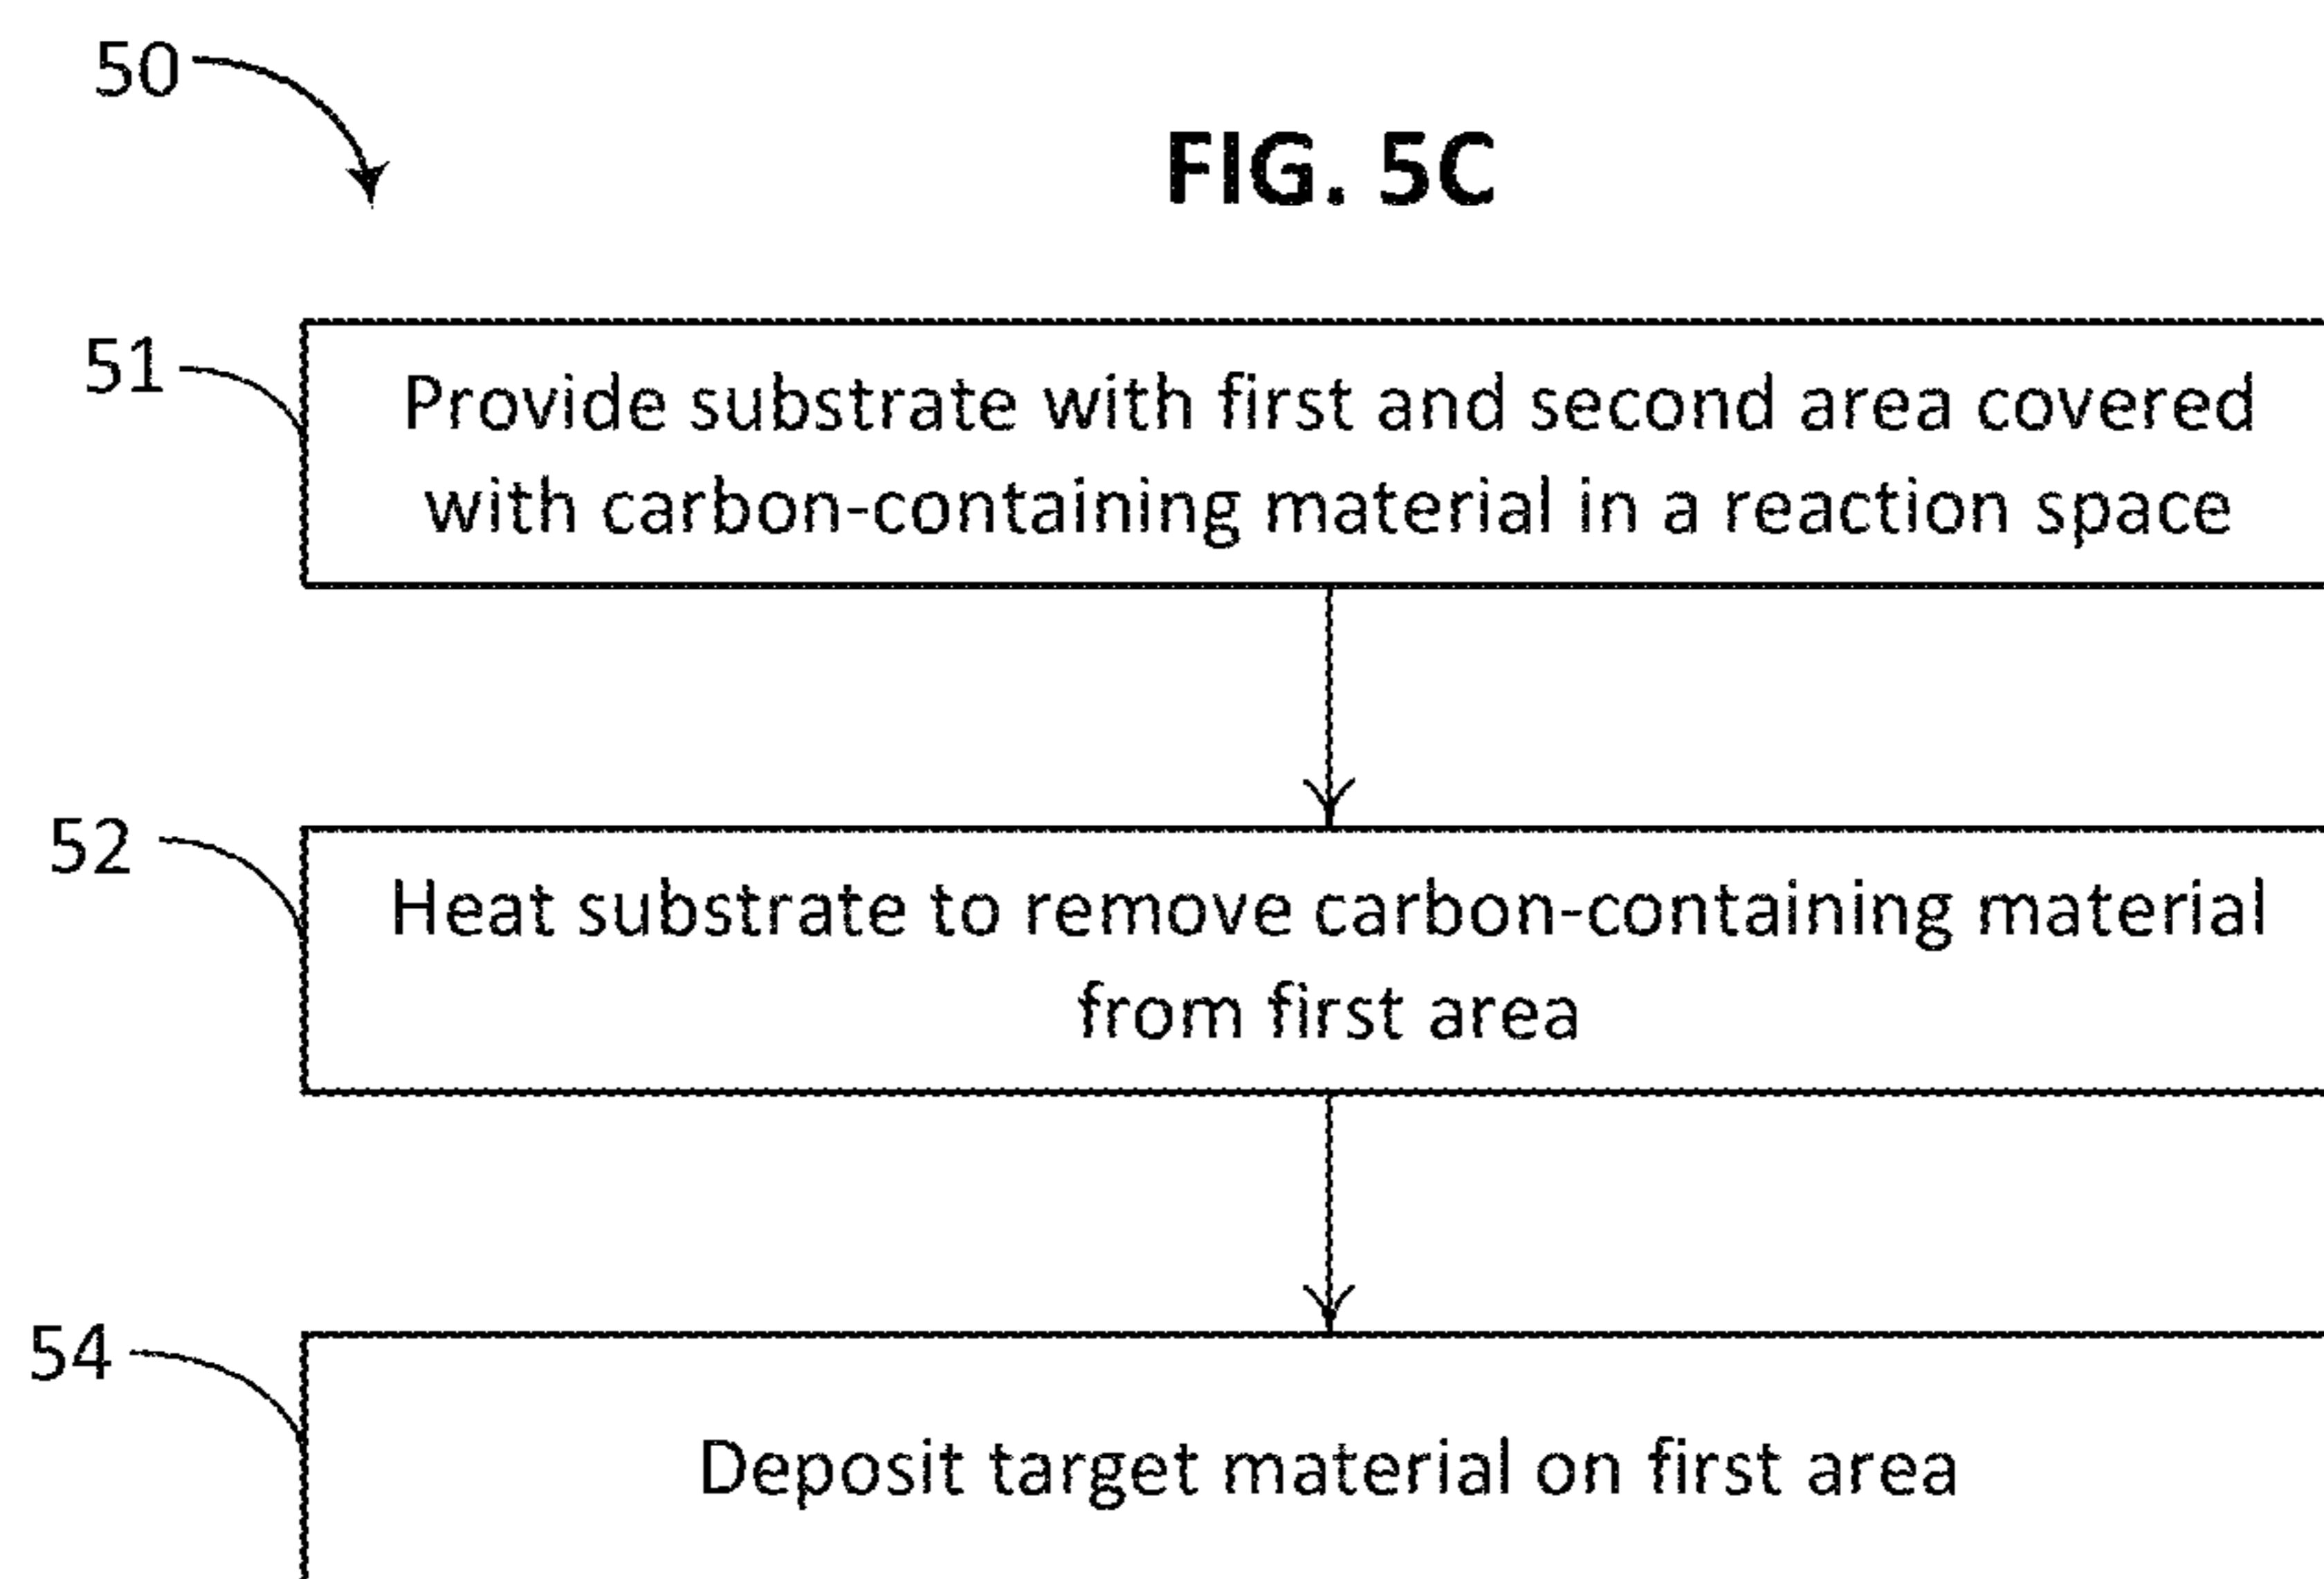 50
FIG. 5C
51
Provide substrate with first and second area covered
with carbon-containing material in a reaction space
52
Heat substrate to remove carbon-containing material
from first area
54
Deposit target material on first area